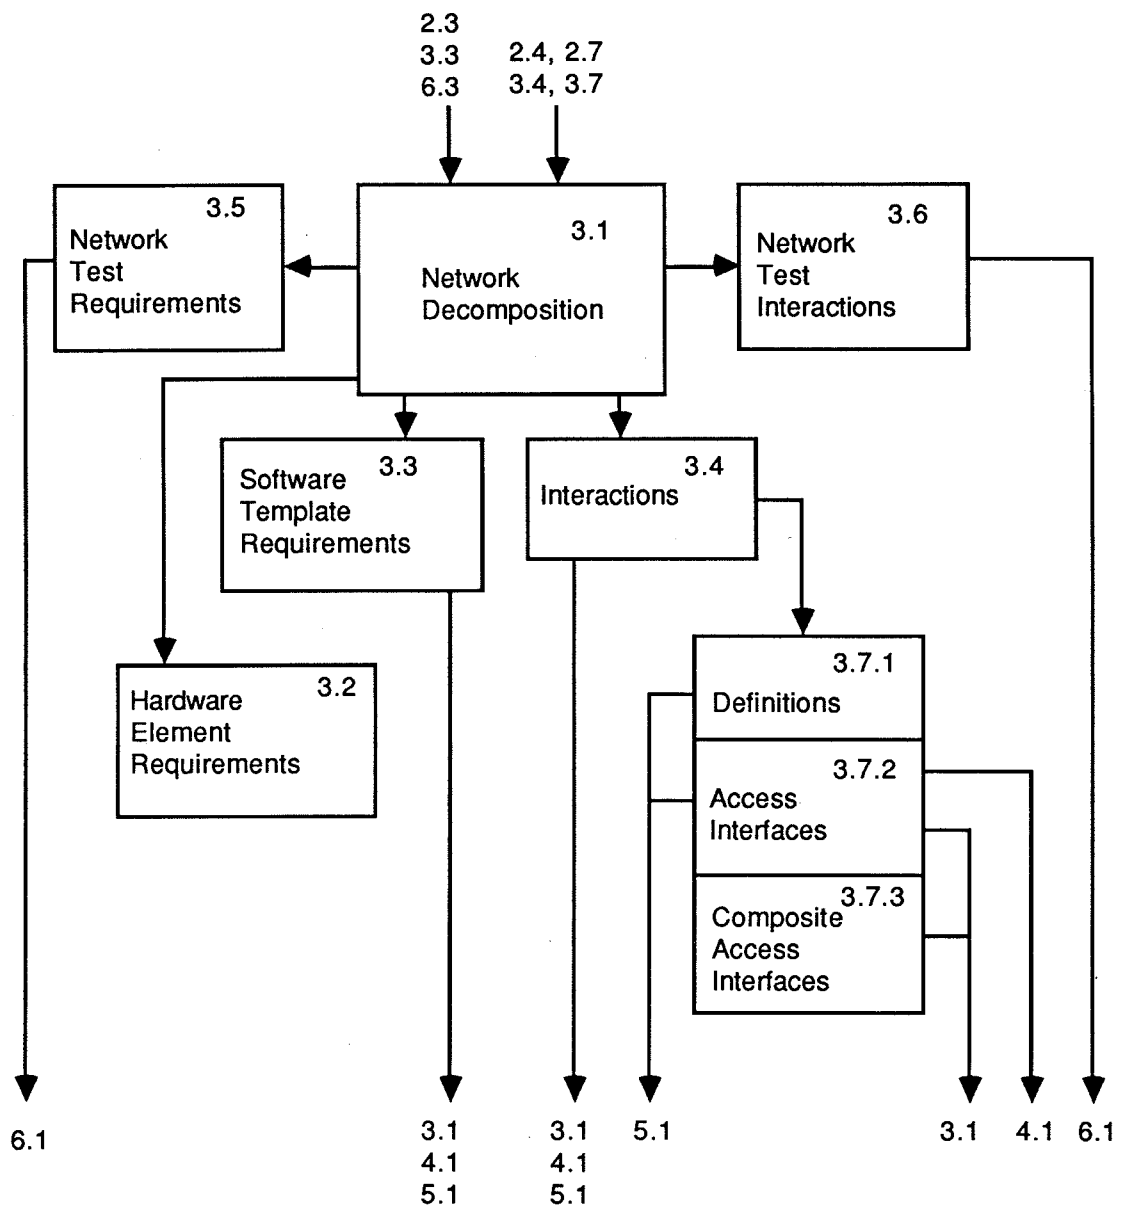 2.3
3.3
6.3
2.4, 2.7
3.4, 3.7
3.5
Network
Test
Requirements
3.1
Network
Decomposition
3.6
Network
Test
Interactions
3.3
Software
Template
Requirements
3.4
Interactions
3.2
Hardware
Element
Requirements
3.7.1
Definitions
3.7.2
Access
Interfaces
3.7.3
Composite
Access
Interfaces
6.1
3.1
4.1
5.1
3.1
4.1
5.1
5.1
3.1
4.1
6.1